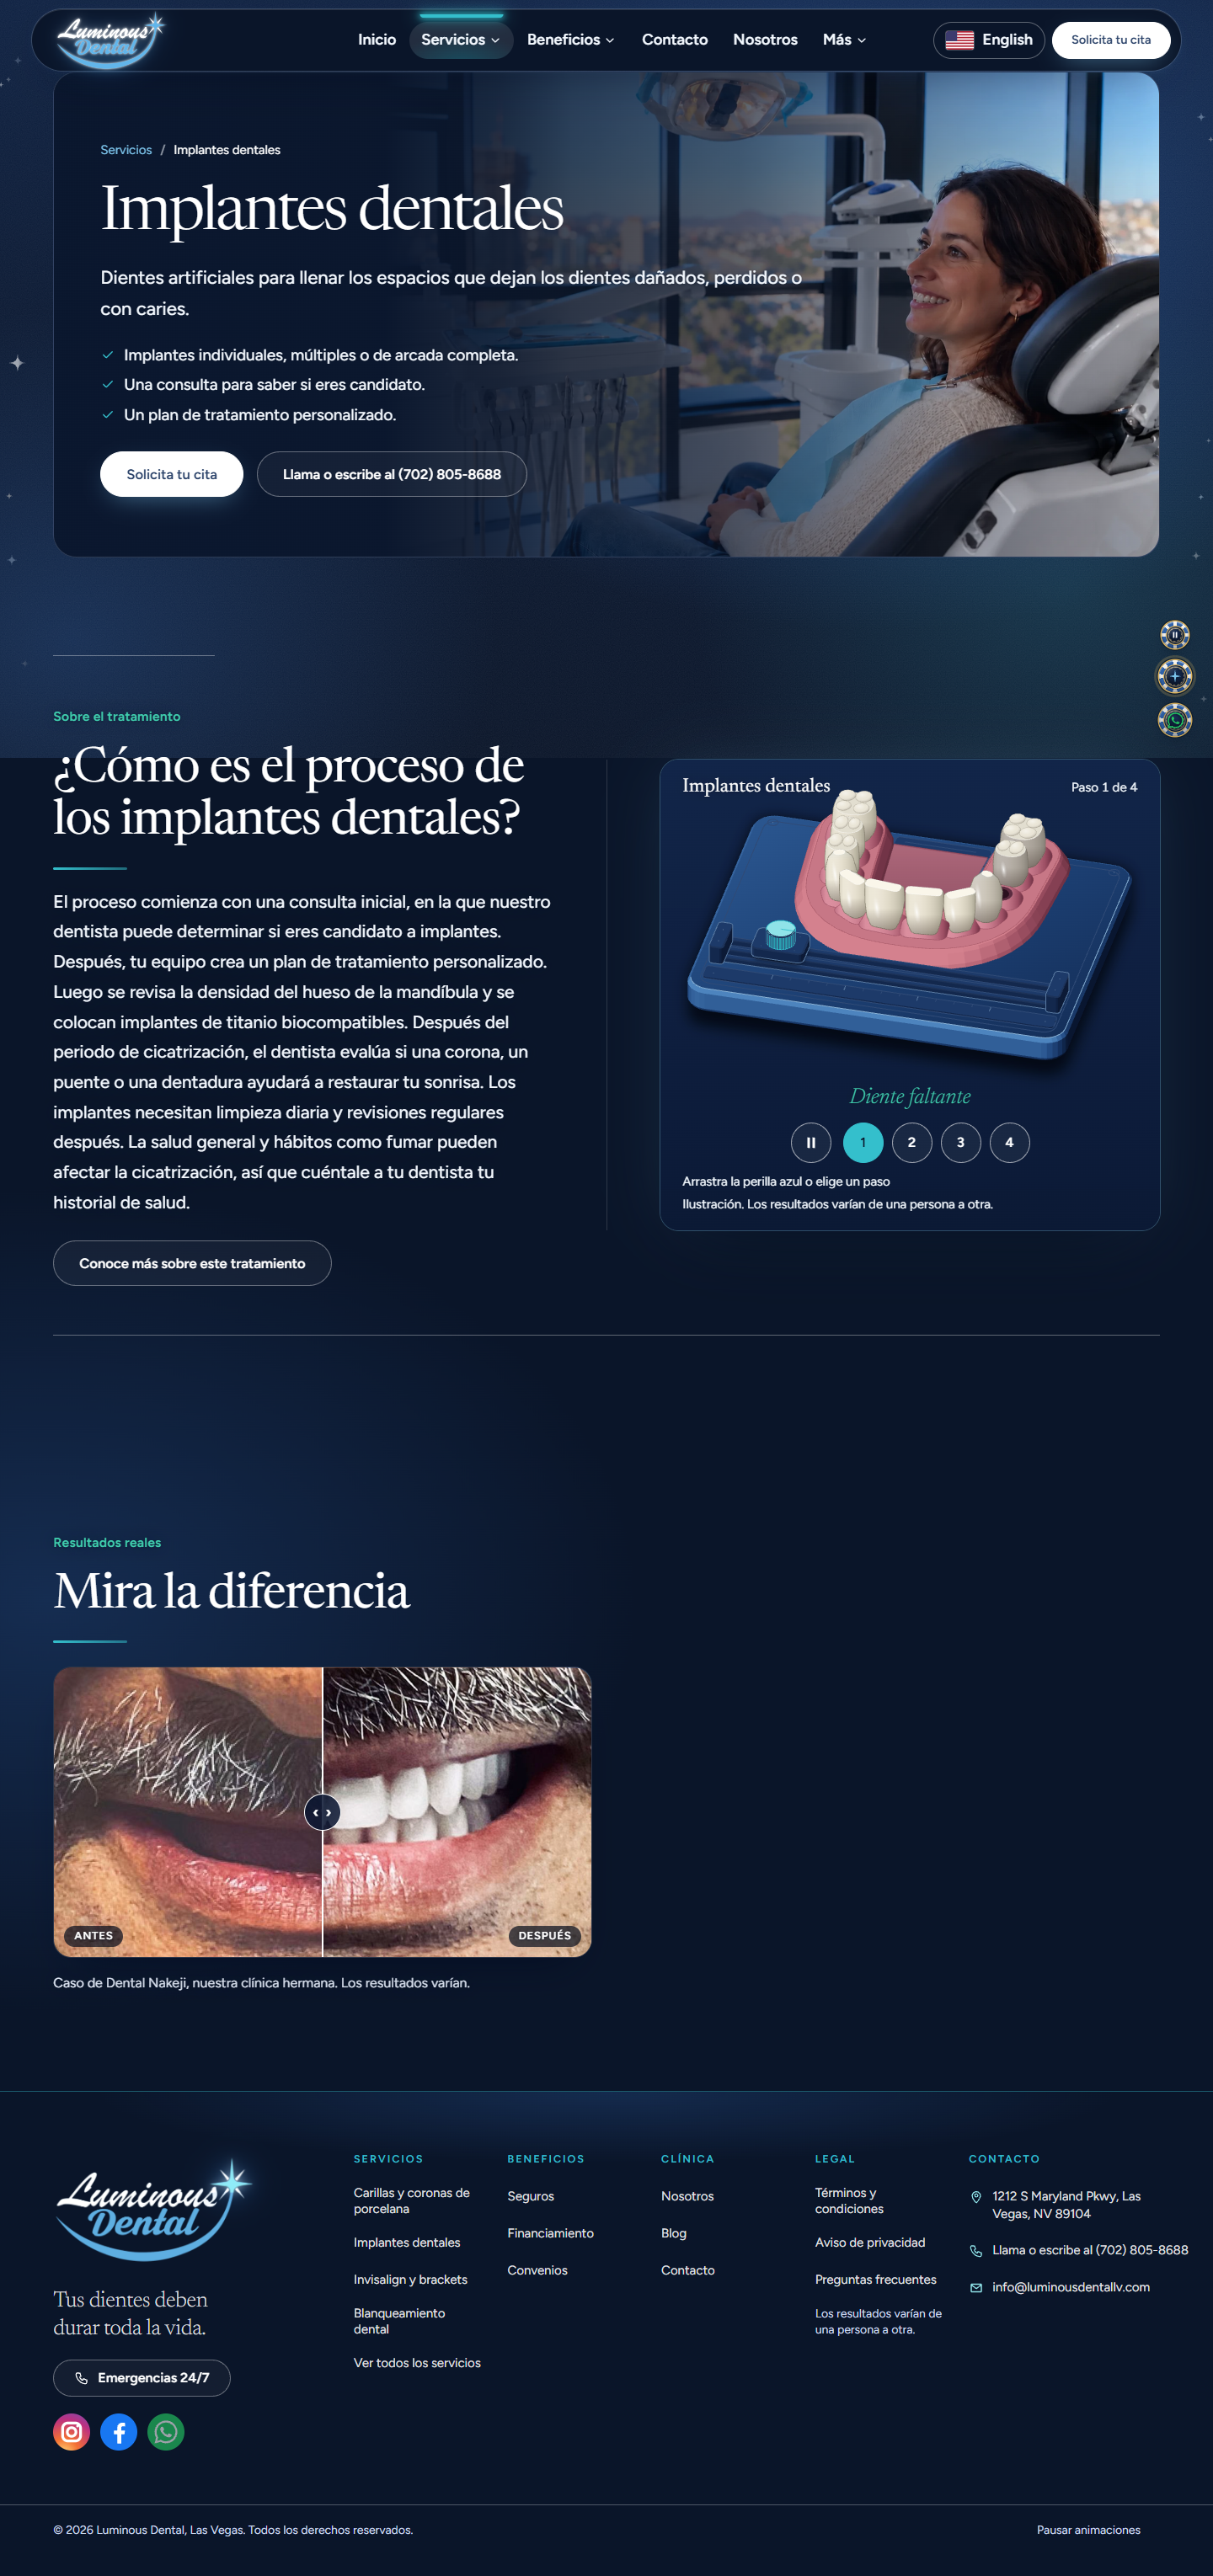 Luminous
Dental
Inicio
Servicios
Beneficios
Contacto
Nosotros
Más
English
Solicita tu cita
Servicios / Implantes dentales
Implantes dentales
Dientes artificiales para llenar los espacios que dejan los dientes dañados, perdidos o
con caries.
Implantes individuales, múltiples o de arcada completa.
Una consulta para saber si eres candidato.
Un plan de tratamiento personalizado.
Solicita tu cita
Llama o escribe al (702) 805-8688
Sobre el tratamiento
¿Cómo es el proceso de
los implantes dentales?
El proceso comienza con una consulta inicial, en la que nuestro
dentista puede determinar si eres candidato a implantes.
Después, tu equipo crea un plan de tratamiento personalizado.
Luego se revisa la densidad del hueso de la mandíbula y se
colocan implantes de titanio biocompatibles. Después del
periodo de cicatrización, el dentista evalúa si una corona, un
puente o una dentadura ayudará a restaurar tu sonrisa. Los
implantes necesitan limpieza diaria y revisiones regulares
después. La salud general y hábitos como fumar pueden
afectar la cicatrización, así que cuéntale a tu dentista tu
historial de salud.
Conoce más sobre este tratamiento
Implantes dentales
Paso 1 de 4
Diente faltante
1
2
3
4
Arrastra la perilla azul o elige un paso
Ilustración. Los resultados varían de una persona a otra.
Resultados reales
Mira la diferencia
ANTES
DESPUÉS
Caso de Dental Nakeji, nuestra clínica hermana. Los resultados varían.
Luminous
Dental
Tus dientes deben
durar toda la vida.
Emergencias 24/7
SERVICIOS
Carillas y coronas de
porcelana
Implantes dentales
Invisalign y brackets
Blanqueamiento
dental
Ver todos los servicios
BENEFICIOS
Seguros
Financiamiento
Convenios
CLÍNICA
Nosotros
Blog
Contacto
LEGAL
Términos y
condiciones
Aviso de privacidad
Preguntas frecuentes
Los resultados varían de
una persona a otra.
CONTACTO
1212 S Maryland Pkwy, Las
Vegas, NV 89104
Llama o escribe al (702) 805-8688
info@luminousdentallv.com
© 2026 Luminous Dental, Las Vegas. Todos los derechos reservados.
Pausar animaciones